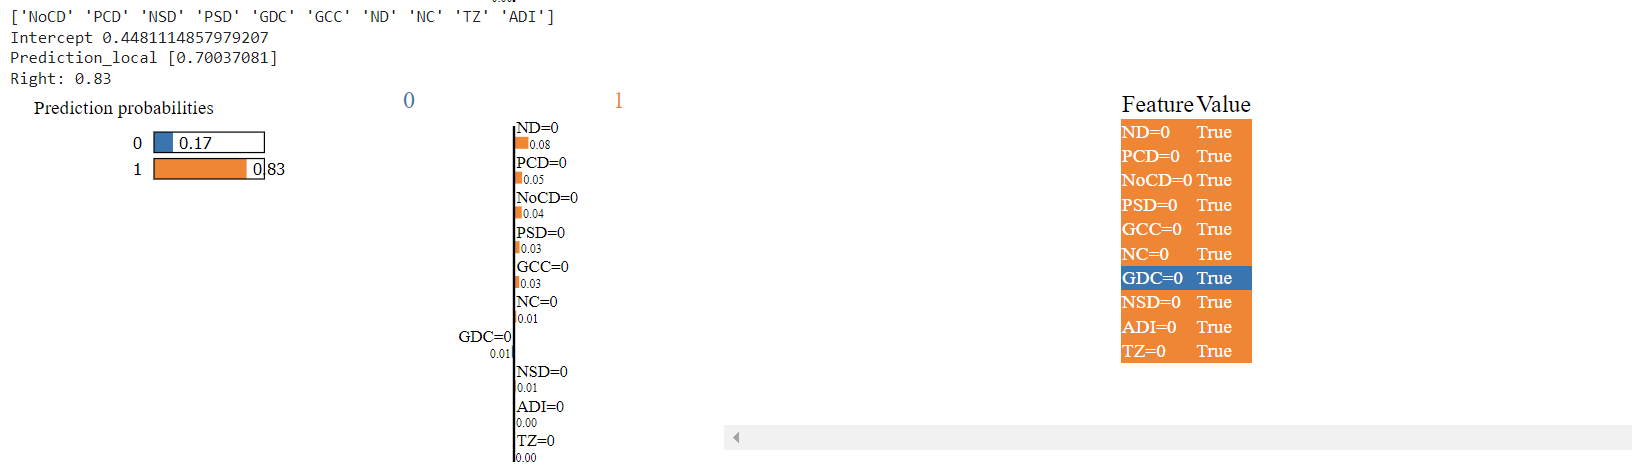 ['NoCD' 'PCD' 'NSD' 'PSD' 'GDC' 'GCC' 'ND' 'NC' 'TZ' 'ADI']
Intercept 0.4481114857979207
Prediction_local [0.70037081]
Right: 0.83
Prediction probabilities
0 0.17
1 0.83
0 1
ND=0
0.08
PCD=0
0.05
NoCD=0
0.04
PSD=0
0.03
GCC=0
0.03
NC=0
0.01
GDC=0
0.01
NSD=0
0.01
ADI=0
0.00
TZ=0
0.00
Feature Value
ND=0 True
PCD=0 True
NoCD=0 True
PSD=0 True
GCC=0 True
NC=0 True
GDC=0 True
NSD=0 True
ADI=0 True
TZ=0 True